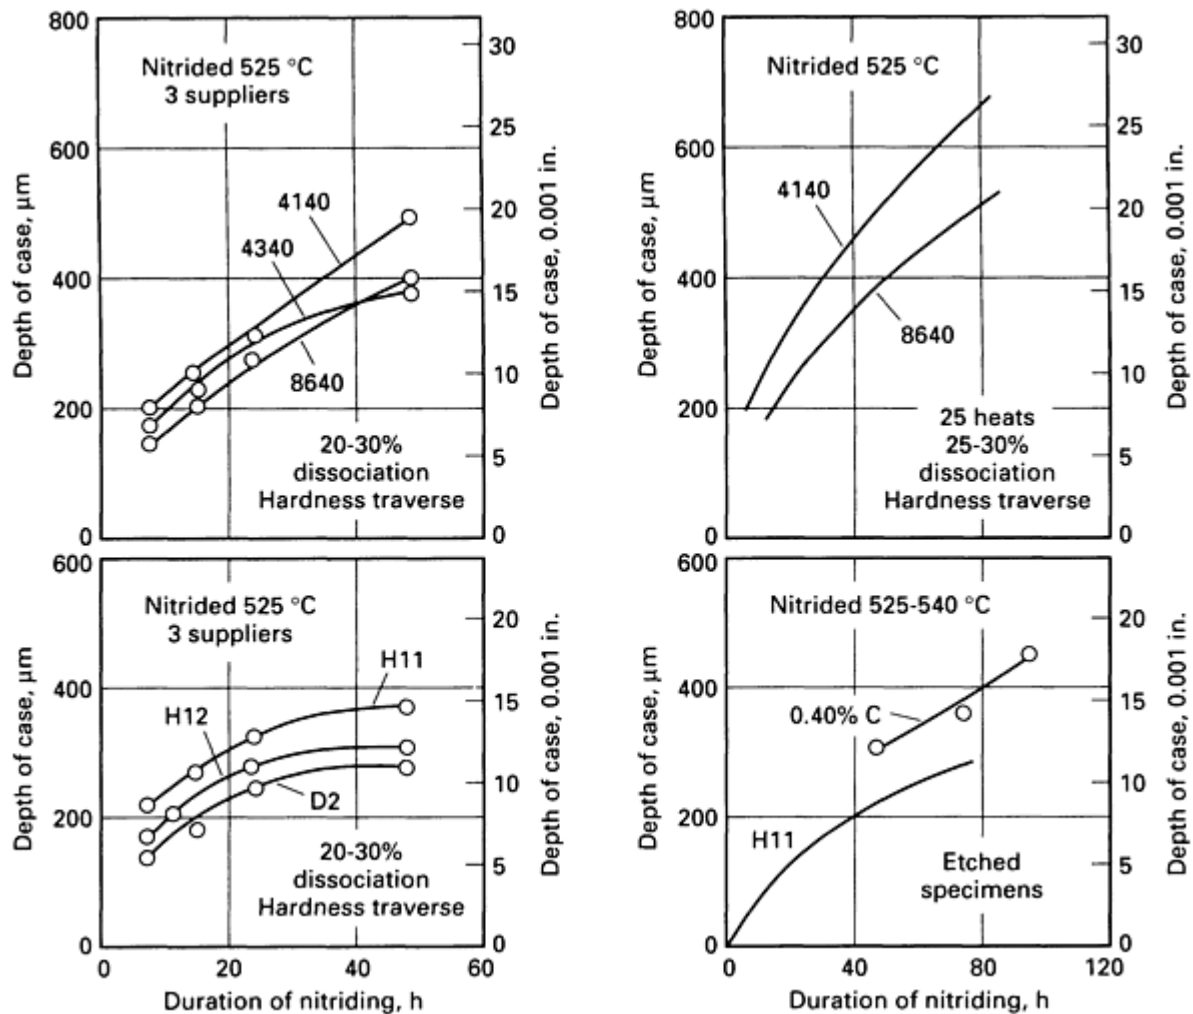 800
600
400
200
0
Depth of case, µm
Nitrided 525 °C
3 suppliers
4140
4340
8640
20-30%
dissociation
Hardness traverse
30
25
20
15
10
5
0
Depth of case, 0.001 in.
800
600
400
200
0
Depth of case, µm
Nitrided 525 °C
4140
8640
25 heats
25-30%
dissociation
Hardness traverse
30
25
20
15
10
5
0
Depth of case, 0.001 in.
600
400
200
0
Depth of case, µm
Nitrided 525 °C
3 suppliers
H11
H12
D2
20-30%
dissociation
Hardness traverse
20
15
10
5
0
Depth of case, 0.001 in.
0 20 40 60
Duration of nitriding, h
600
400
200
0
Depth of case, µm
Nitrided 525-540 °C
0.40% C
H11
Etched
specimens
20
15
10
5
0
Depth of case, 0.001 in.
0 40 80 120
Duration of nitriding, h